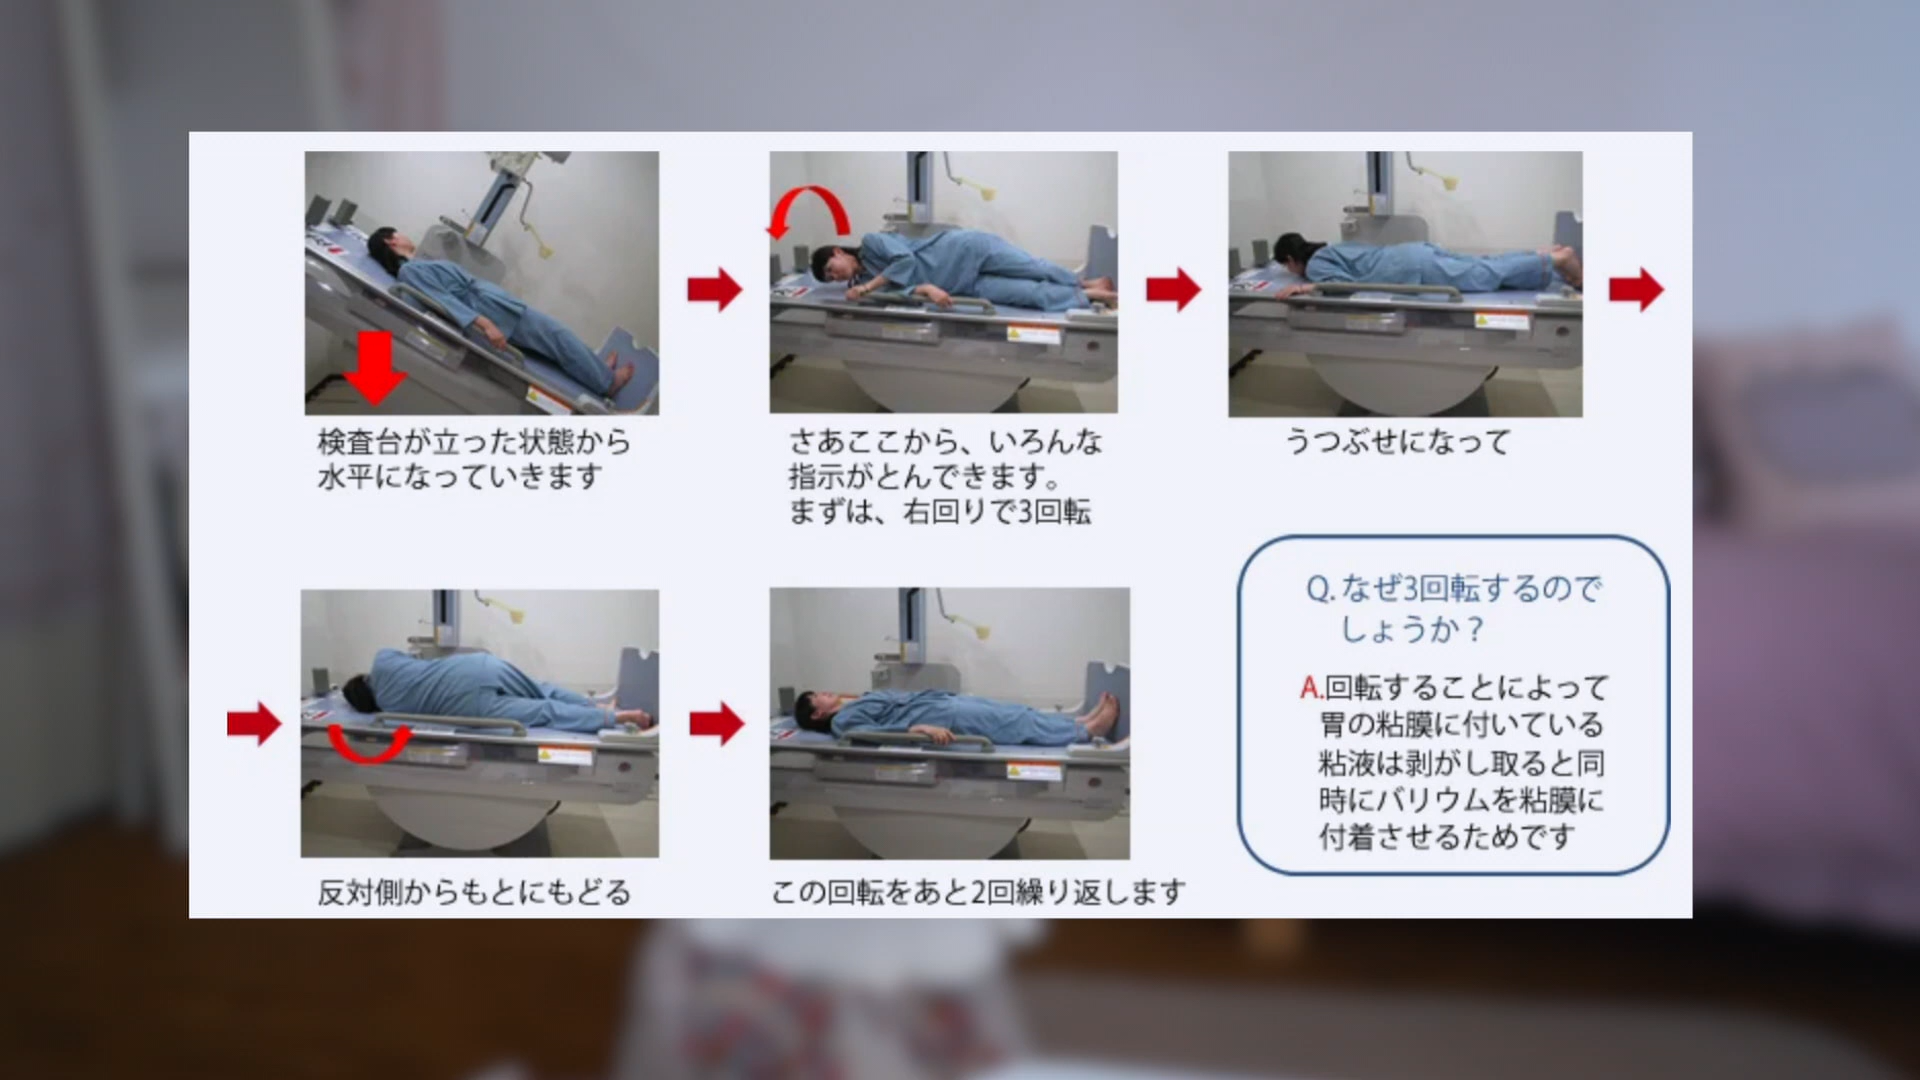 検査台が立った状態から
水平になっていきます
さあここから、いろんな
指示がとんできます。
まずは、右回りで3回転
うつぶせになって
反対側からもとにもどる
この回転をあと2回繰り返します
Q.なぜ3回転するので
しょうか？
A.回転することによって
胃の粘膜に付いている
粘液は剥がし取ると同
時にバリウムを粘膜に
付着させるためです